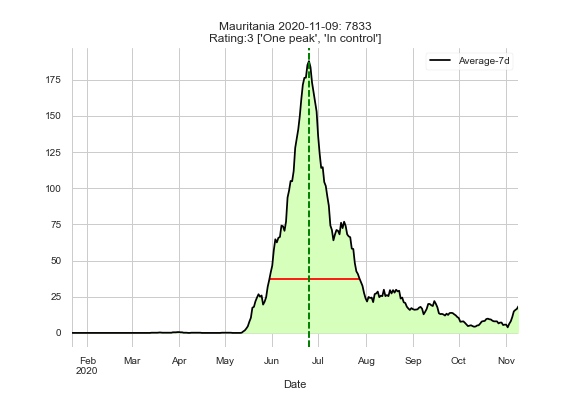 Mauritania 2020-11-09: 7833
Rating:3 ['One peak', 'In control']
Average-7d
175
150
125
100
75
50
25
0
Feb Mar Apr May Jun Jul Aug Sep Oct Nov
2020
Date